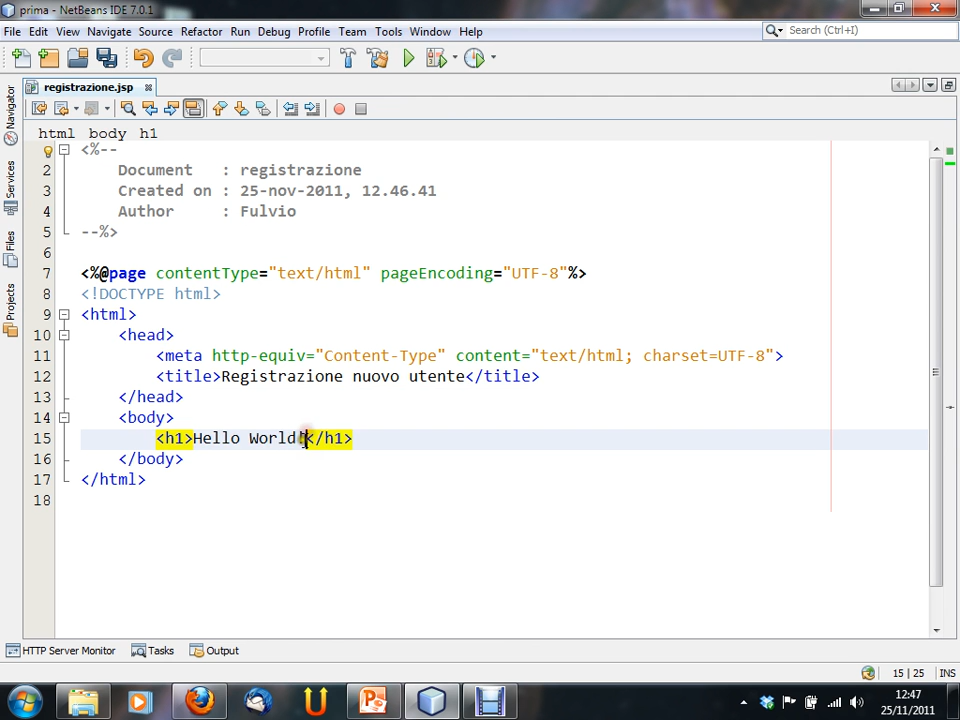 prima - NetBeans IDE 7.0.1
File Edit View Navigate Source Refactor Run Debug Profile Team Tools Window Help
Search (Ctrl+I)
registrazione.jsp
Navigator
Services
Files
Projects
html body h1
<%--
2 Document : registrazione
3 Created on : 25-nov-2011, 12.46.41
4 Author : Fulvio
5 --%>
6
7 <%@page contentType="text/html" pageEncoding="UTF-8"%>
8 <!DOCTYPE html>
9 <html>
10 <head>
11 <meta http-equiv="Content-Type" content="text/html; charset=UTF-8">
12 <title>Registrazione nuovo utente</title>
13 </head>
14 <body>
15 <h1>Hello World!</h1>
16 </body>
17 </html>
18
HTTP Server Monitor Tasks Output
15 | 25 INS
12:47
25/11/2011